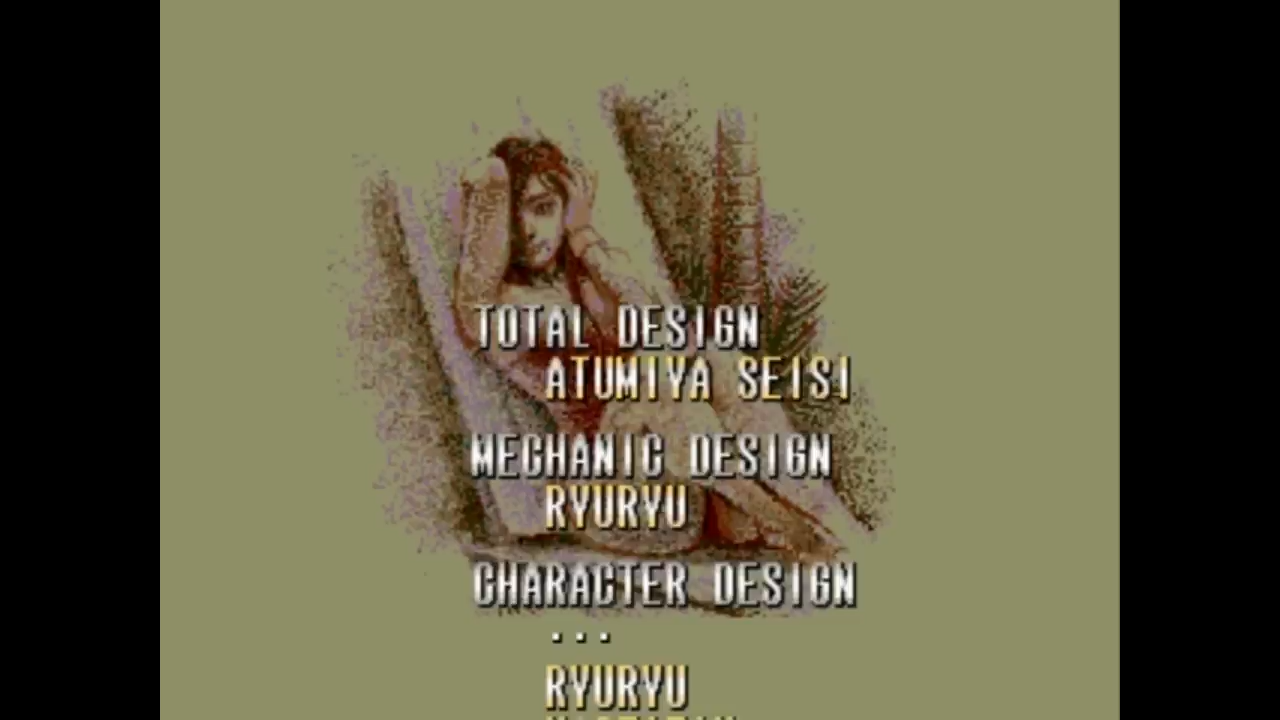 TOTAL DESIGN
ATUMIYA SEISI
MECHANIC DESIGN
RYURYU
CHARACTER DESIGN
...
RYURYU